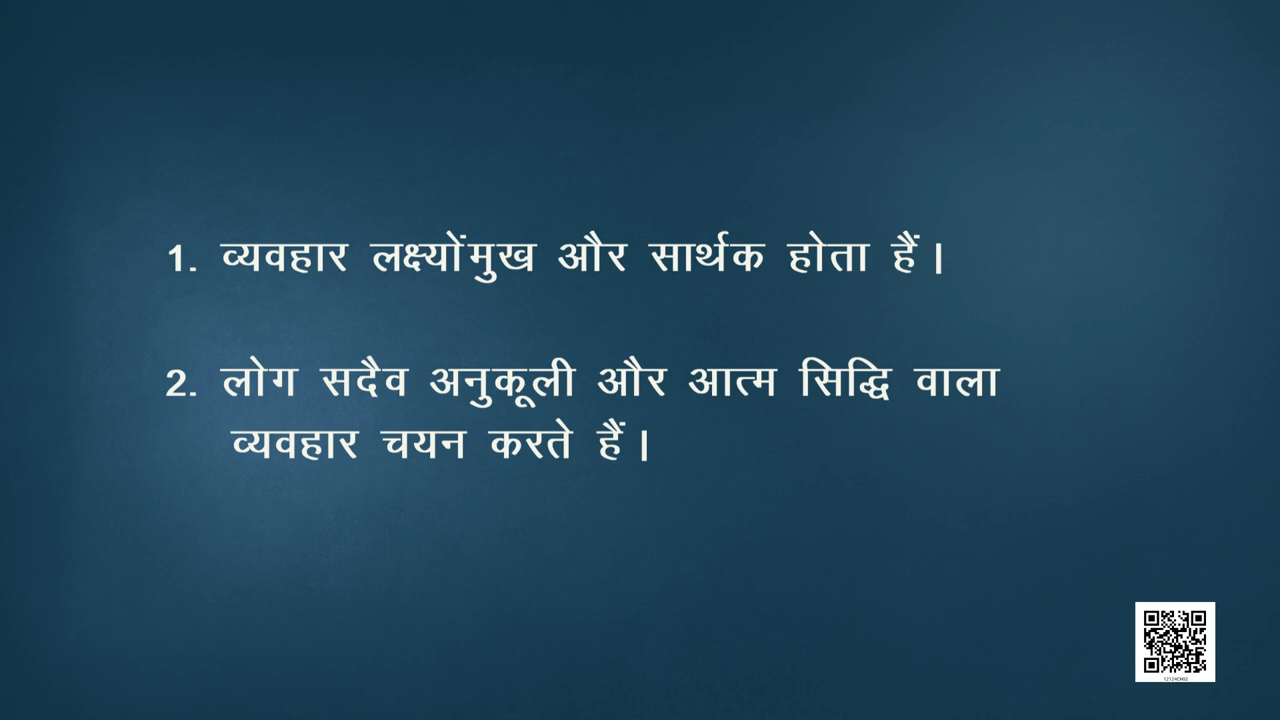 1. व्यवहार लक्ष्योंमुख और सार्थक होता हैं।
2. लोग सदैव अनुकूली और आत्म सिद्धि वाला
व्यवहार चयन करते हैं।